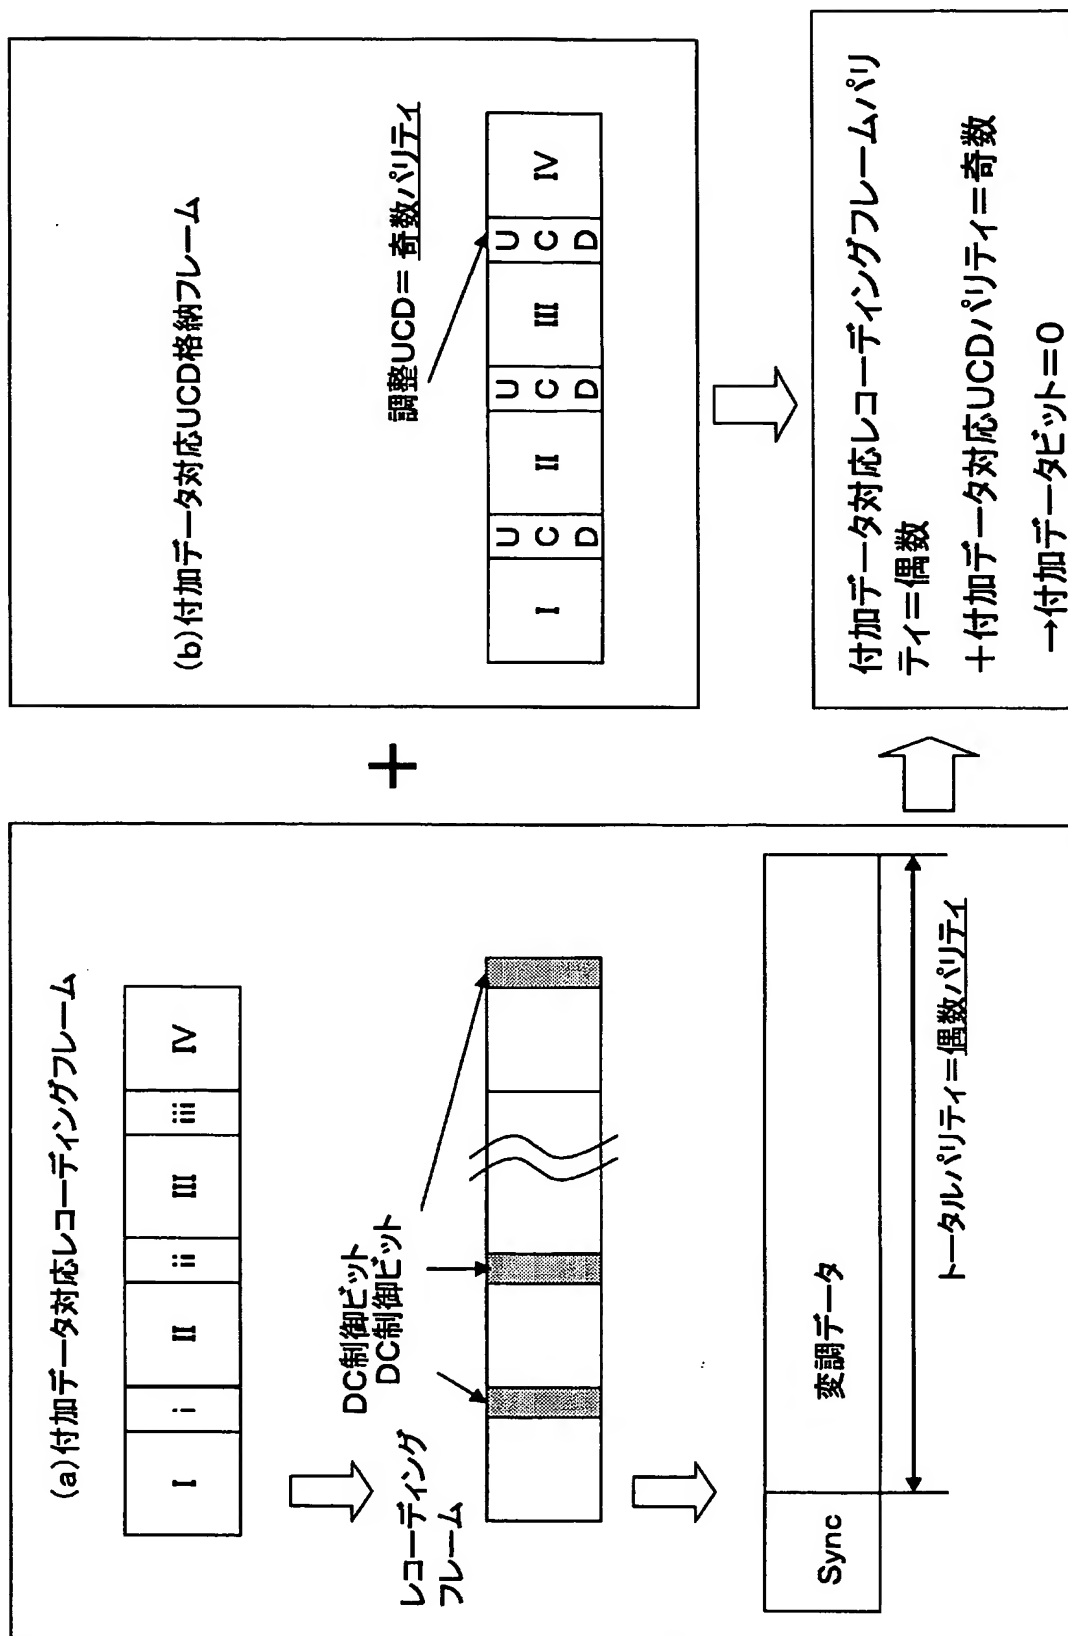 (a)付加データ対応レコーディングフレーム
I i II ii III iii IV
レコーディング
フレーム
DC制御ビット
DC制御ビット
Sync 変調データ
トータルパリティ=偶数パリティ
+
(b)付加データ対応UCD格納フレーム
調整UCD=奇数パリティ
I UCD II UCD III UCD IV
付加データ対応レコーディングフレームパリ
ティ=偶数
+付加データ対応UCDパリティ=奇数
→付加データビット=0